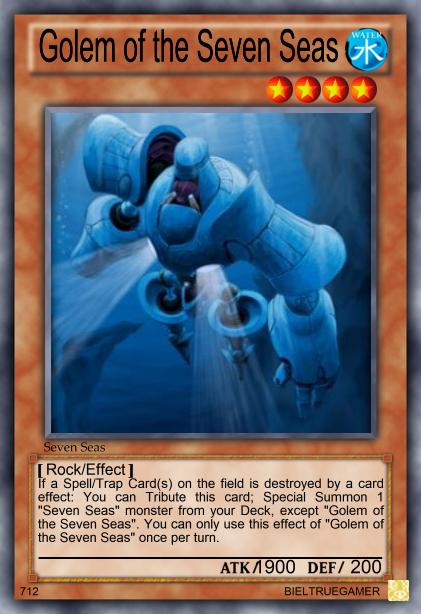 Golem of the Seven Seas
WATER
水
Seven Seas
[ Rock/Effect ]
If a Spell/Trap Card(s) on the field is destroyed by a card
effect: You can Tribute this card; Special Summon 1
"Seven Seas" monster from your Deck, except "Golem of
the Seven Seas". You can only use this effect of "Golem of
the Seven Seas" once per turn.
ATK/1900 DEF/ 200
712 BIELTRUEGAMER